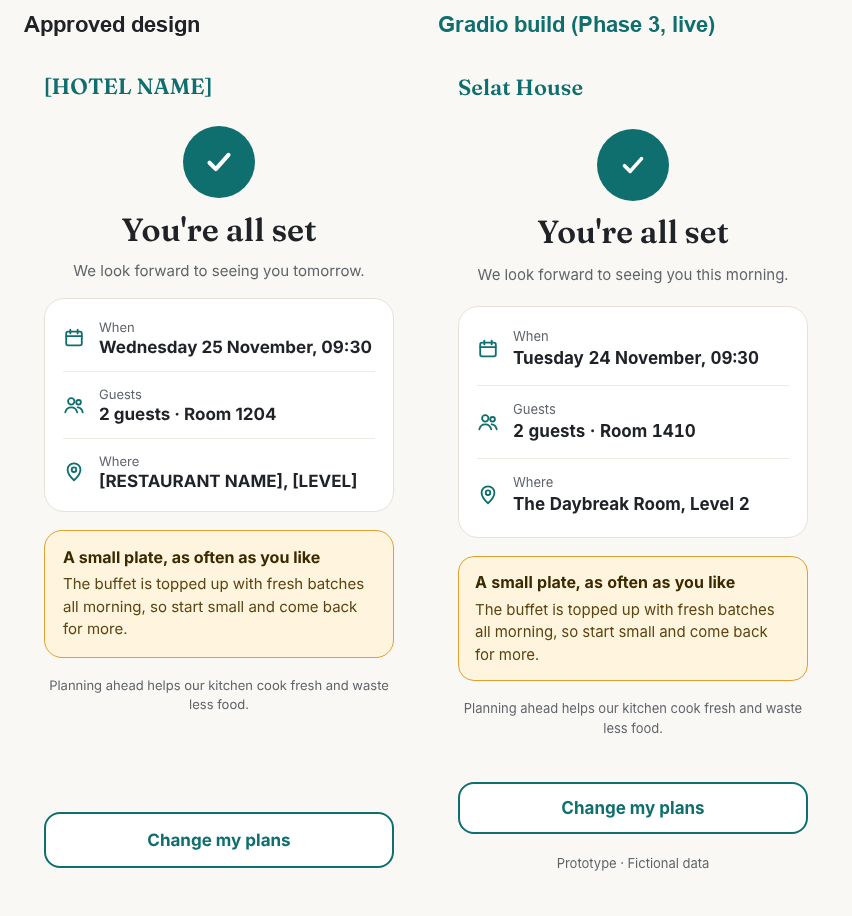 Approved design
[HOTEL NAME]
You're all set
We look forward to seeing you tomorrow.
When
Wednesday 25 November, 09:30
Guests
2 guests · Room 1204
Where
[RESTAURANT NAME], [LEVEL]
A small plate, as often as you like
The buffet is topped up with fresh batches
all morning, so start small and come back
for more.
Planning ahead helps our kitchen cook fresh and waste
less food.
Change my plans
Gradio build (Phase 3, live)
Selat House
You're all set
We look forward to seeing you this morning.
When
Tuesday 24 November, 09:30
Guests
2 guests · Room 1410
Where
The Daybreak Room, Level 2
A small plate, as often as you like
The buffet is topped up with fresh batches
all morning, so start small and come back
for more.
Planning ahead helps our kitchen cook fresh and waste
less food.
Change my plans
Prototype · Fictional data